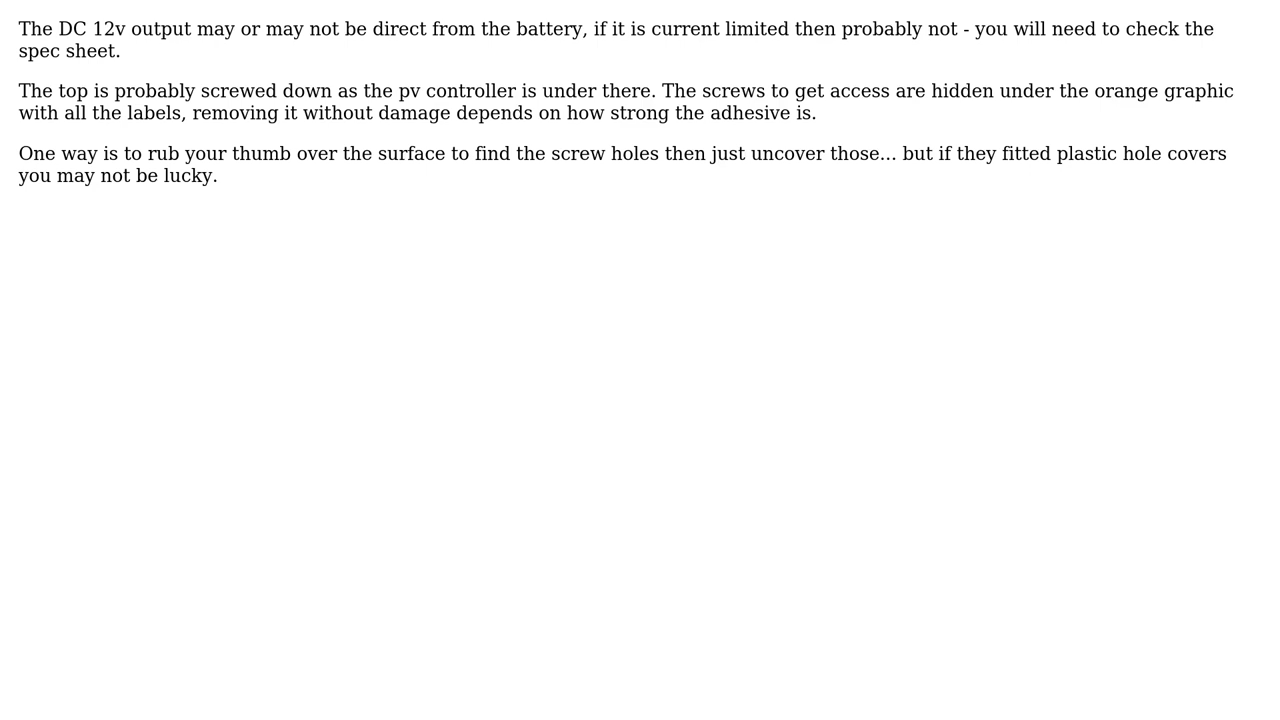 The DC 12v output may or may not be direct from the battery, if it is current limited then probably not - you will need to check the
spec sheet.
The top is probably screwed down as the pv controller is under there. The screws to get access are hidden under the orange graphic
with all the labels, removing it without damage depends on how strong the adhesive is.
One way is to rub your thumb over the surface to find the screw holes then just uncover those... but if they fitted plastic hole covers
you may not be lucky.